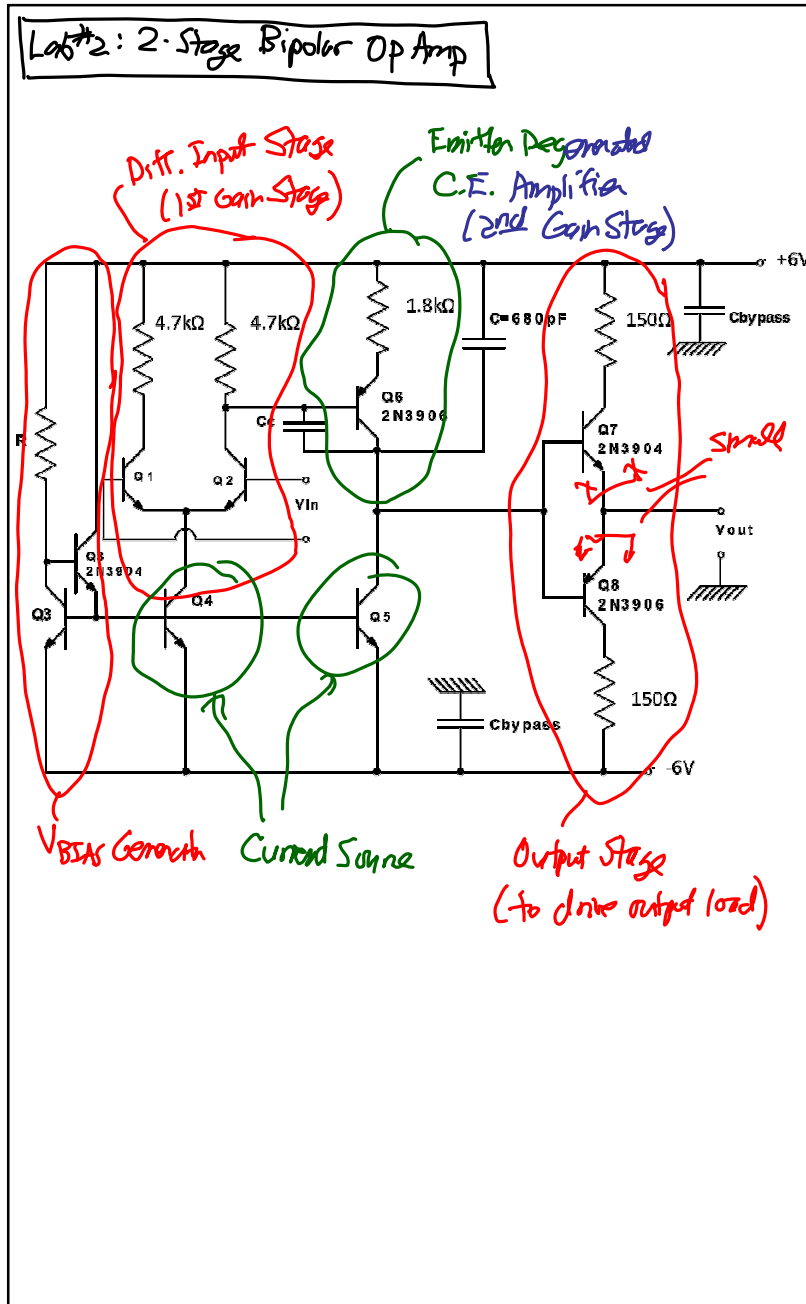 Lab #2: 2-Stage Bipolar Op Amp
Diff. Input Stage
(1st Gain Stage)
Emitter Degenerated
C.E. Amplifier
(2nd Gain Stage)
+6V
4.7kΩ
4.7kΩ
1.8kΩ
C=680pF
150Ω
Cbypass
Q6
2N3906
Cc
R
Q1
Q2
Vin
Q7
2N3904
small
Vout
2N3904
Q3
Q4
Q5
Q8
2N3906
150Ω
Cbypass
-6V
VBIAS
Current Source
Output Stage
(to drive output load)